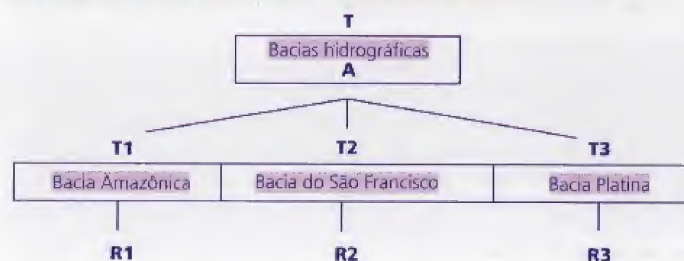 T
Bacias hidrográficas
A
T1 T2 T3
Bacia Amazônica Bacia do São Francisco Bacia Platina
R1 R2 R3